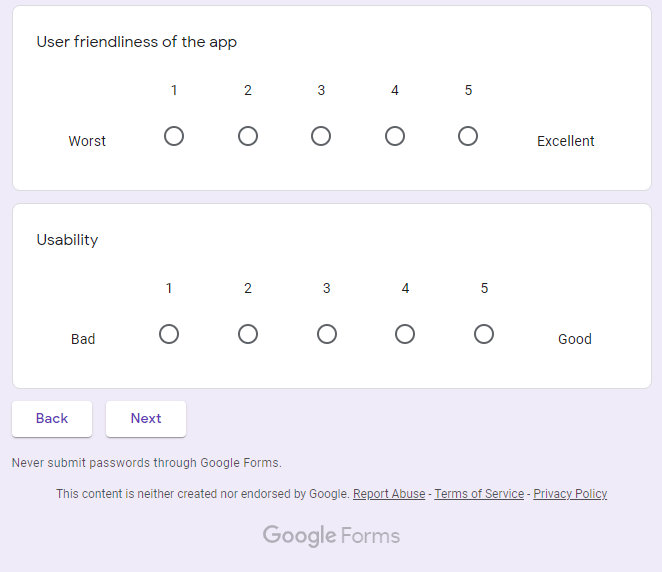 User friendliness of the app
1 2 3 4 5
Worst Excellent
Usability
1 2 3 4 5
Bad Good
Back Next
Never submit passwords through Google Forms.
This content is neither created nor endorsed by Google. Report Abuse - Terms of Service - Privacy Policy
Google Forms